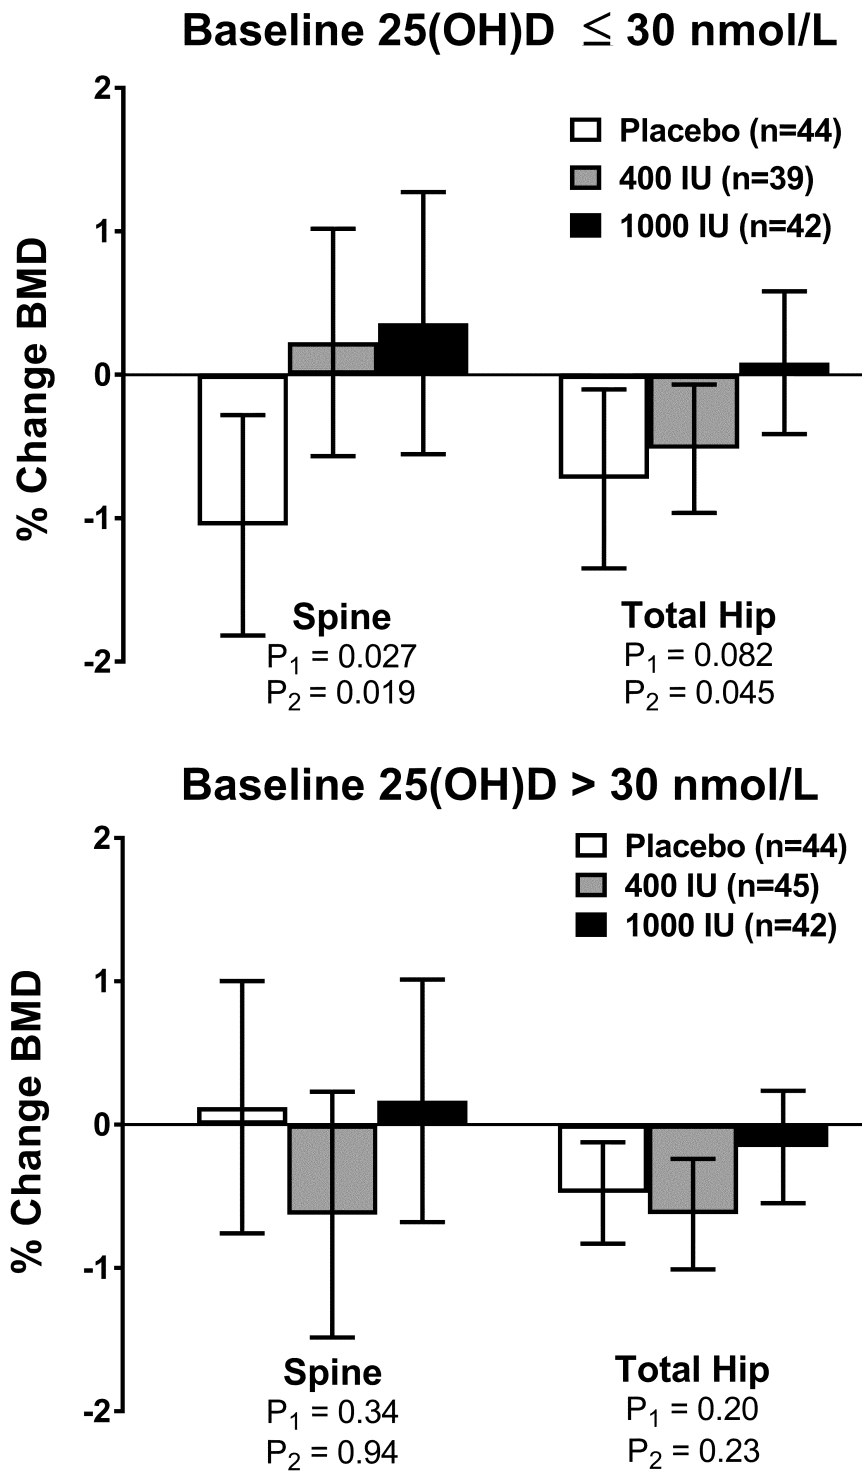 Baseline 25(OH)D ≤ 30 nmol/L
2
Placebo (n=44)
400 IU (n=39)
1000 IU (n=42)
1
% Change BMD
0
-1
-2
Spine
P1 = 0.027
P2 = 0.019
Total Hip
P1 = 0.082
P2 = 0.045
Baseline 25(OH)D > 30 nmol/L
2
Placebo (n=44)
400 IU (n=45)
1000 IU (n=42)
1
% Change BMD
0
-1
-2
Spine
P1 = 0.34
P2 = 0.94
Total Hip
P1 = 0.20
P2 = 0.23